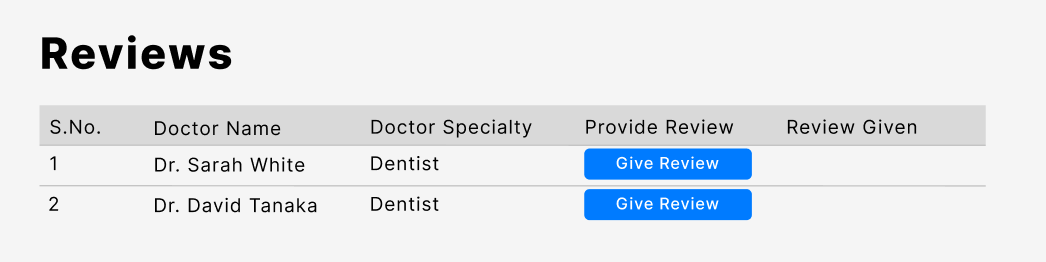 Reviews
S.No. Doctor Name Doctor Specialty Provide Review Review Given
1 Dr. Sarah White Dentist Give Review
2 Dr. David Tanaka Dentist Give Review